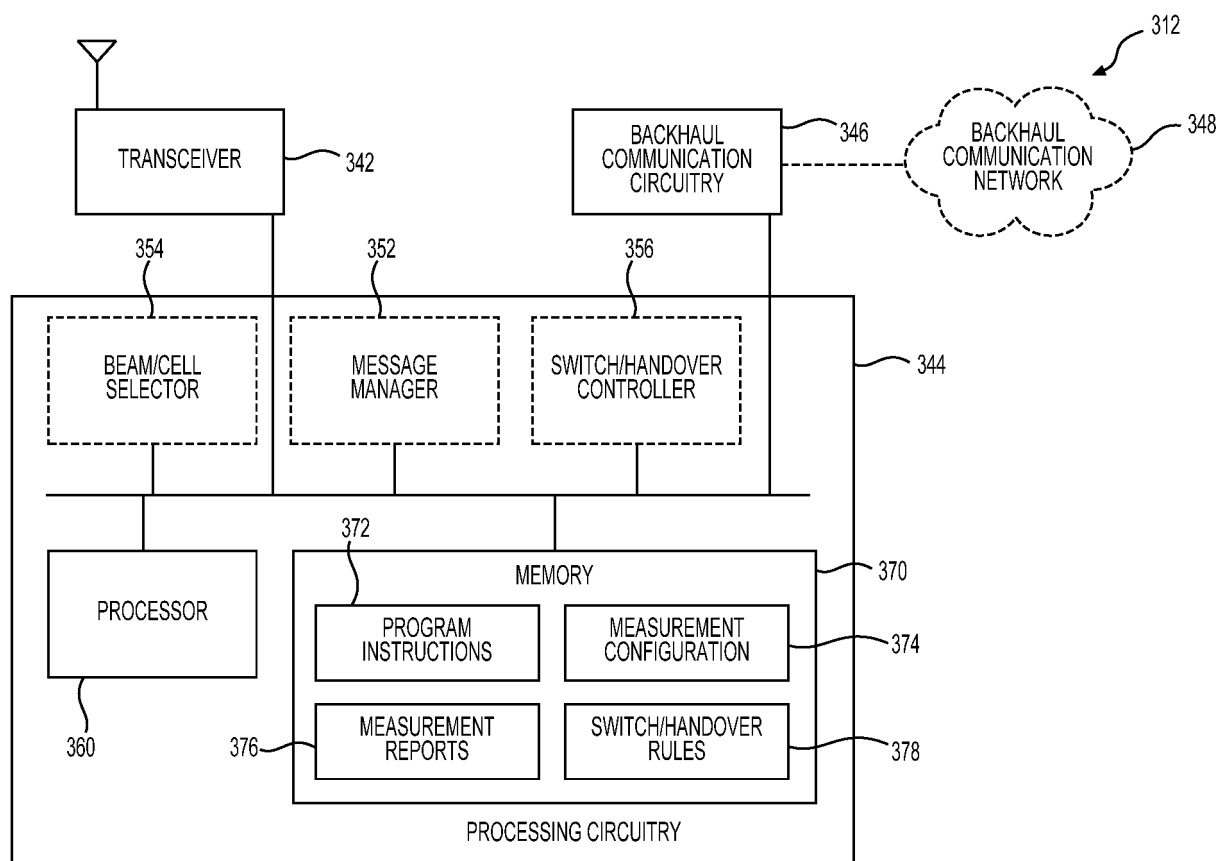 312
TRANSCEIVER
342
BACKHAUL
COMMUNICATION
CIRCUITRY
346
BACKHAUL
COMMUNICATION
NETWORK
348
354
352
356
BEAM/CELL
SELECTOR
MESSAGE
MANAGER
SWITCH/HANDOVER
CONTROLLER
344
372
PROCESSOR
360
MEMORY
370
PROGRAM
INSTRUCTIONS
MEASUREMENT
CONFIGURATION
374
376
MEASUREMENT
REPORTS
SWITCH/HANDOVER
RULES
378
PROCESSING CIRCUITRY